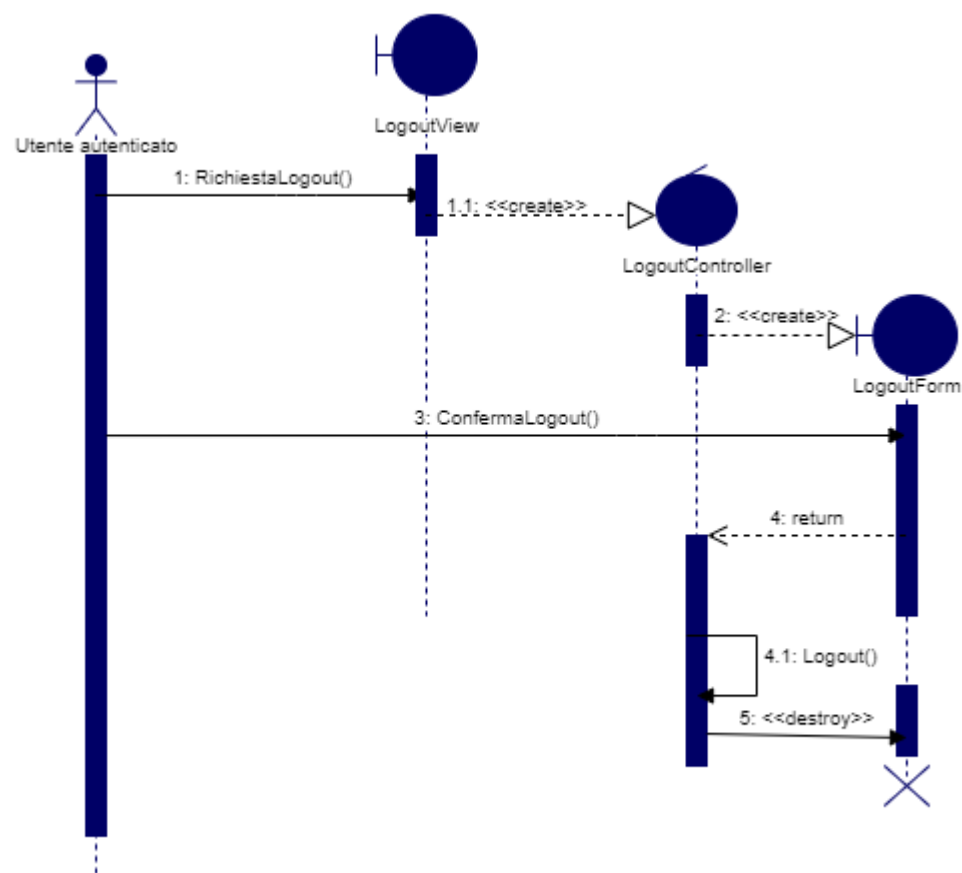 LogoutView
Utente autenticato
1: RichiestaLogout()
1.1: <<create>>
LogoutController
2: <<create>>
LogoutForm
3: ConfermaLogout()
4: return
4.1: Logout()
5: <<destroy>>